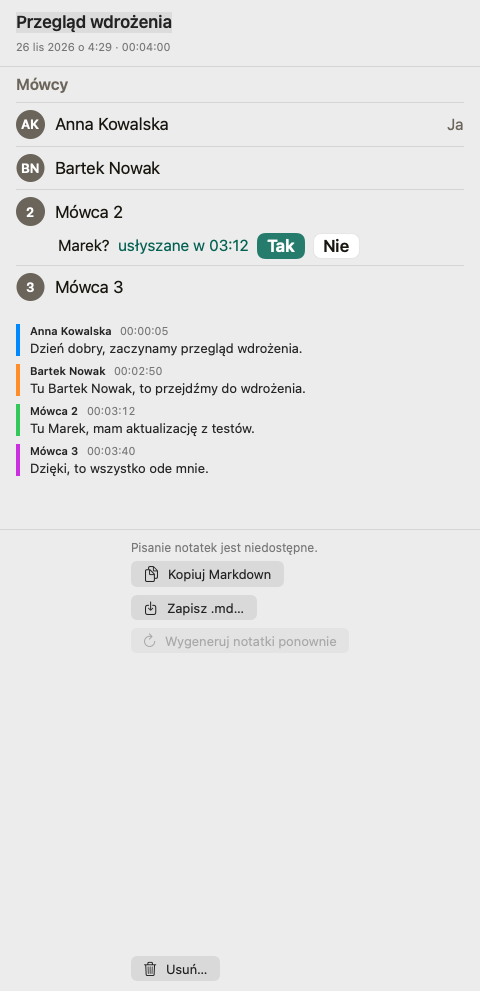 Przegląd wdrożenia
26 lis 2026 o 4:29 · 00:04:00
Mówcy
AK Anna Kowalska Ja
BN Bartek Nowak
2 Mówca 2
Marek? usłyszane w 03:12 Tak Nie
3 Mówca 3
Anna Kowalska 00:00:05
Dzień dobry, zaczynamy przegląd wdrożenia.
Bartek Nowak 00:02:50
Tu Bartek Nowak, to przejdźmy do wdrożenia.
Mówca 2 00:03:12
Tu Marek, mam aktualizację z testów.
Mówca 3 00:03:40
Dzięki, to wszystko ode mnie.
Pisanie notatek jest niedostępne.
Kopiuj Markdown
Zapisz .md...
Wygeneruj notatki ponownie
Usuń...